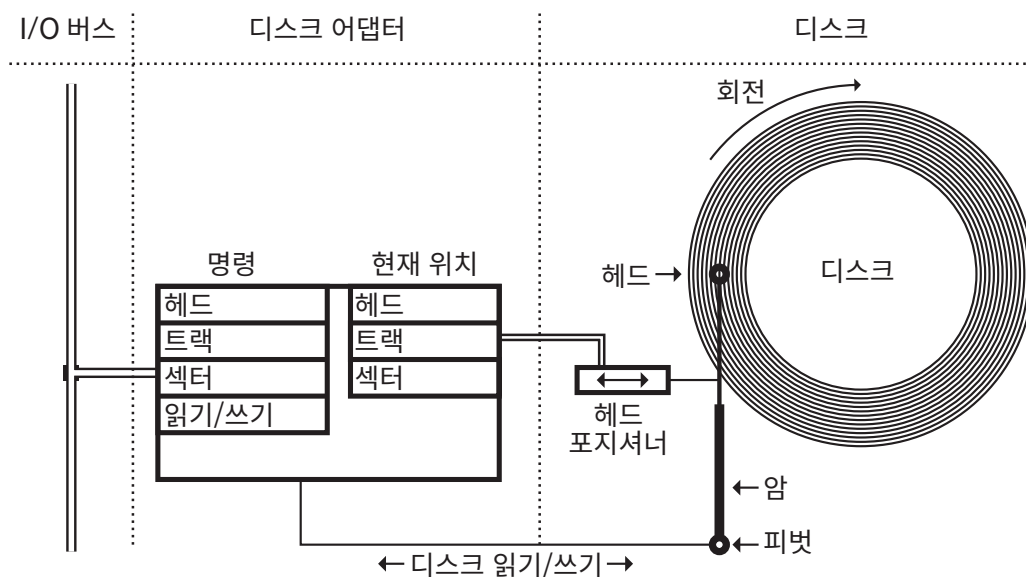 I/O 버스
디스크 어댑터
디스크
회전
명령
현재 위치
헤드
디스크
헤드
헤드
트랙
트랙
섹터
섹터
읽기/쓰기
헤드
포지셔너
암
피벗
디스크 읽기/쓰기